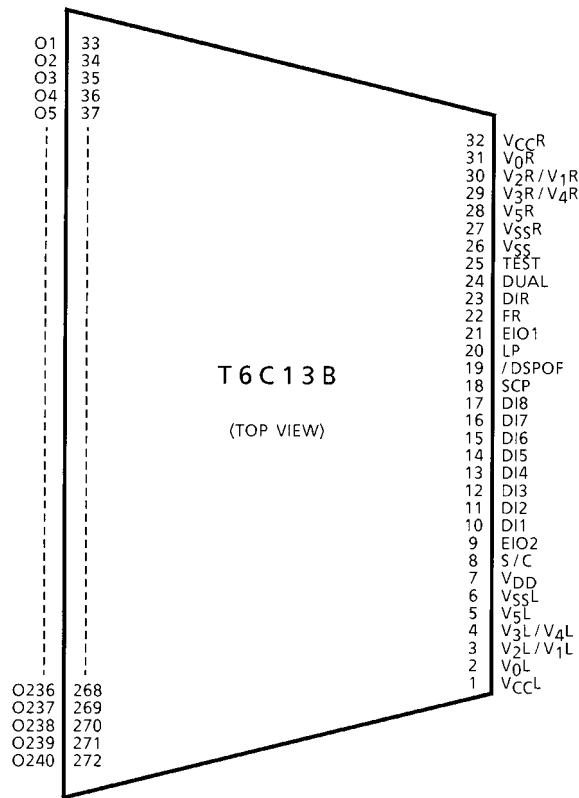 O1 33
O2 34
O3 35
O4 36
O5 37
32 VCCR
31 V0R
30 V2R/V1R
29 V3R/V4R
28 V5R
27 VSSR
26 VSS
25 TEST
24 DUAL
23 DIR
22 FR
21 EIO1
20 LP
19 /DSPOF
18 SCP
17 DI8
16 DI7
15 DI6
14 DI5
13 DI4
12 DI3
11 DI2
10 DI1
9 EIO2
8 S/C
7 VDD
6 VSSL
5 V5L
4 V3L/V4L
3 V2L/V1L
2 V0L
1 VCCL
T6C13B
(TOP VIEW)
O236 268
O237 269
O238 270
O239 271
O240 272